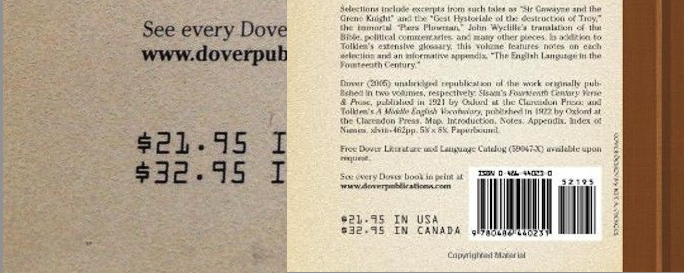 See every Dove
www.doverpub
$21.95 I
$32.95 I
Selections include excerpts from such tales as "Sir Gawayne and the
Grene Knight" and the "Gest Hystoriale of the destruction of Troy,"
the immortal "Piers Plowman," John Wycliffe's translation of the
Bible, political commentaries, and many other pieces. In addition to
Tolkien's extensive glossary, this volume features notes on each
selection and an informative appendix, "The English Language in the
Fourteenth Century."
Dover (2005) unabridged republication of the work originally pub-
lished in two volumes, respectively: Sisam's Fourteenth Century Verse
& Prose, published in 1921 by Oxford at the Clarendon Press; and
Tolkien's A Middle English Vocabulary, published in 1922 by Oxford at
the Clarendon Press. Map. Introduction. Notes. Appendix. Index of
Names. xlvii+462pp. 5⅜ x 8½. Paperbound.
Free Dover Literature and Language Catalog (59047-X) available upon
request.
See every Dover book in print at
www.doverpublications.com
ISBN 0-486-44023-0
52195
$21.95 IN USA
$32.95 IN CANADA
9 780486 440231
Copyrighted Material